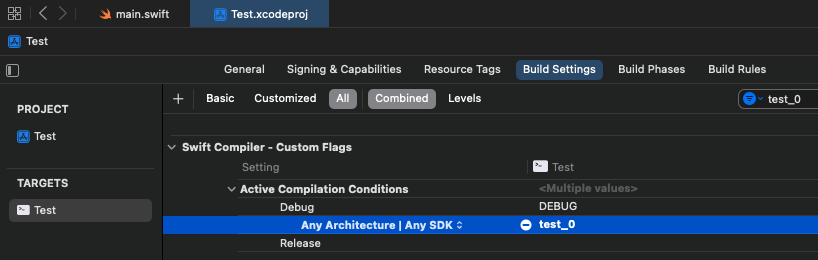 main.swift Test.xcodeproj
Test
General Signing & Capabilities Resource Tags Build Settings Build Phases Build Rules
PROJECT
Test
TARGETS
Test
+ Basic Customized All Combined Levels test_0
Swift Compiler - Custom Flags
Setting Test
Active Compilation Conditions <Multiple values>
Debug DEBUG
Any Architecture | Any SDK test_0
Release